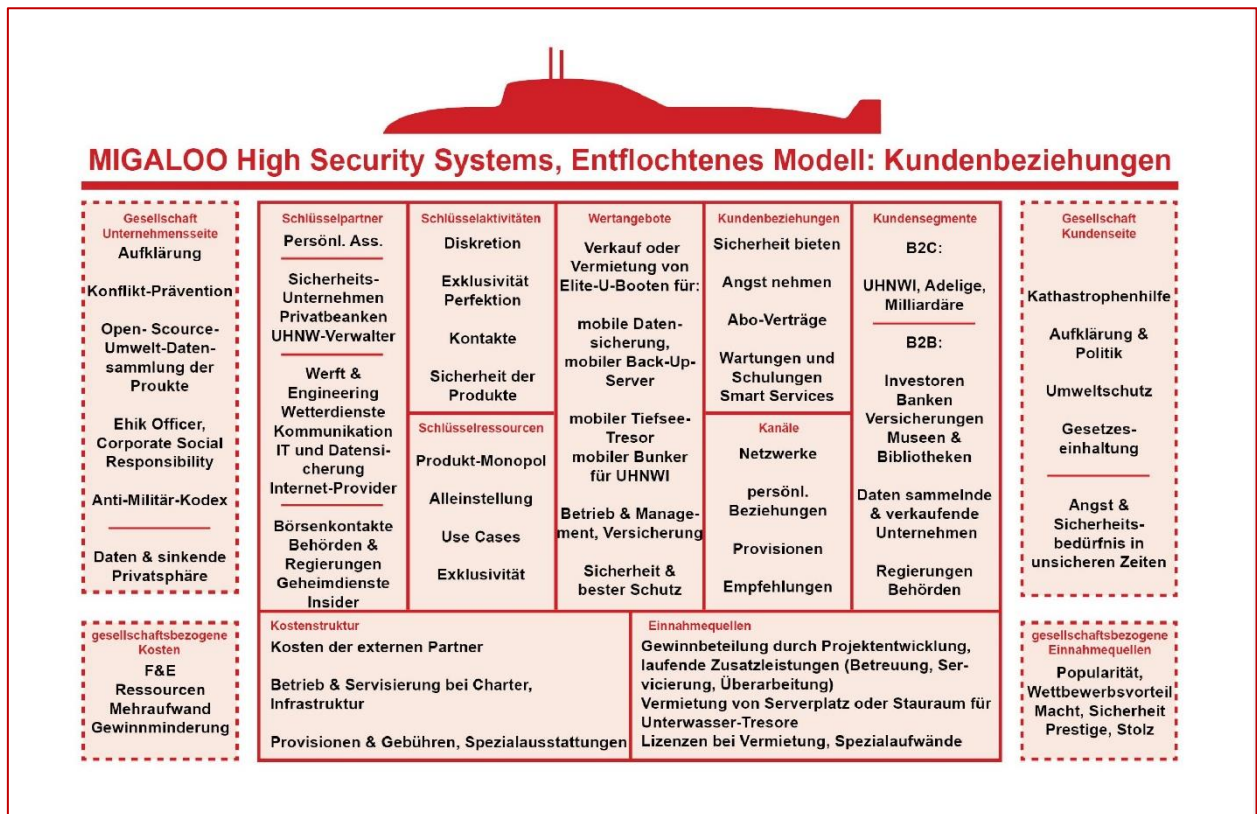 MIGALOO High Security Systems, Entflochtenes Modell: Kundenbeziehungen
Gesellschaft
Unternehmensseite
Aufklärung
Konflikt-Prävention
Open- Scource-
Umwelt-Daten-
sammlung der
Proukte
Ehik Officer,
Corporate Social
Responsibility
Anti-Militär-Kodex
Daten & sinkende
Privatsphäre
Schlüsselpartner
Persönl. Ass.
Sicherheits-
Unternehmen
Privatbanken
UHNW-Verwalter
Werft &
Engineering
Wetterdienste
Kommunikation
IT und Datensi-
cherung
Internet-Provider
Börsenkontakte
Behörden &
Regierungen
Geheimdienste
Insider
Schlüsselaktivitäten
Diskretion
Exklusivität
Perfektion
Kontakte
Sicherheit der
Produkte
Schlüsselressourcen
Produkt-Monopol
Alleinstellung
Use Cases
Exklusivität
Wertangebote
Verkauf oder
Vermietung von
Elite-U-Booten für:
mobile Daten-
sicherung,
mobiler Back-Up-
Server
mobiler Tiefsee-
Tresor
mobiler Bunker
für UHNWI
Betrieb & Manage-
ment, Versicherung
Sicherheit &
bester Schutz
Kundenbeziehungen
Sicherheit bieten
Angst nehmen
Abo-Verträge
Wartungen und
Schulungen
Smart Services
Kanäle
Netzwerke
persönl.
Beziehungen
Provisionen
Empfehlungen
Kundensegmente
B2C:
UHNWI, Adelige,
Milliardäre
B2B:
Investoren
Banken
Versicherungen
Museen &
Bibliotheken
Daten sammelnde
& verkaufende
Unternehmen
Regierungen
Behörden
Gesellschaft
Kundenseite
Kathastrophenhilfe
Aufklärung &
Politik
Umweltschutz
Gesetzes-
einhaltung
Angst &
Sicherheits-
bedürfnis in
unsicheren Zeiten
gesellschaftsbezogene
Kosten
F&E
Ressourcen
Mehraufwand
Gewinnminderung
Kostenstruktur
Kosten der externen Partner
Betrieb & Servisierung bei Charter,
Infrastruktur
Provisionen & Gebühren, Spezialausstattungen
Einnahmequellen
Gewinnbeteilung durch Projektentwicklung,
laufende Zusatzleistungen (Betreuung, Ser-
vicierung, Überarbeitung)
Vermietung von Serverplatz oder Stauraum für
Unterwasser-Tresore
Lizenzen bei Vermietung, Spezialaufwände
gesellschaftsbezogene
Einnahmequellen
Popularität,
Wettbewerbsvorteil
Macht, Sicherheit
Prestige, Stolz